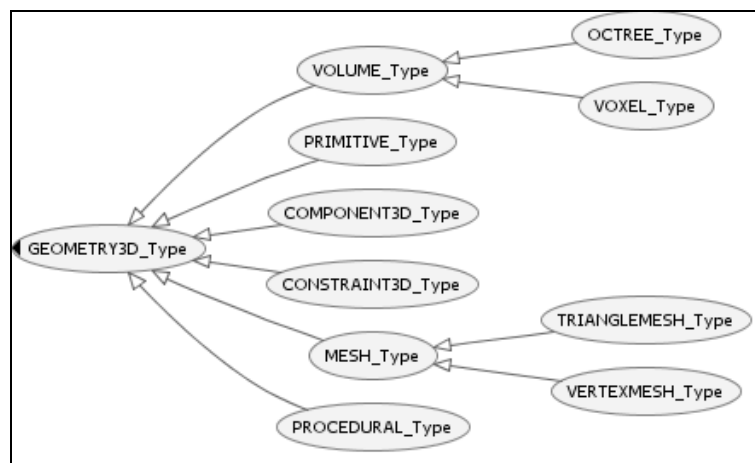 OCTREE_Type
VOLUME_Type
VOXEL_Type
PRIMITIVE_Type
COMPONENT3D_Type
GEOMETRY3D_Type
CONSTRAINT3D_Type
TRIANGLEMESH_Type
MESH_Type
VERTEXMESH_Type
PROCEDURAL_Type